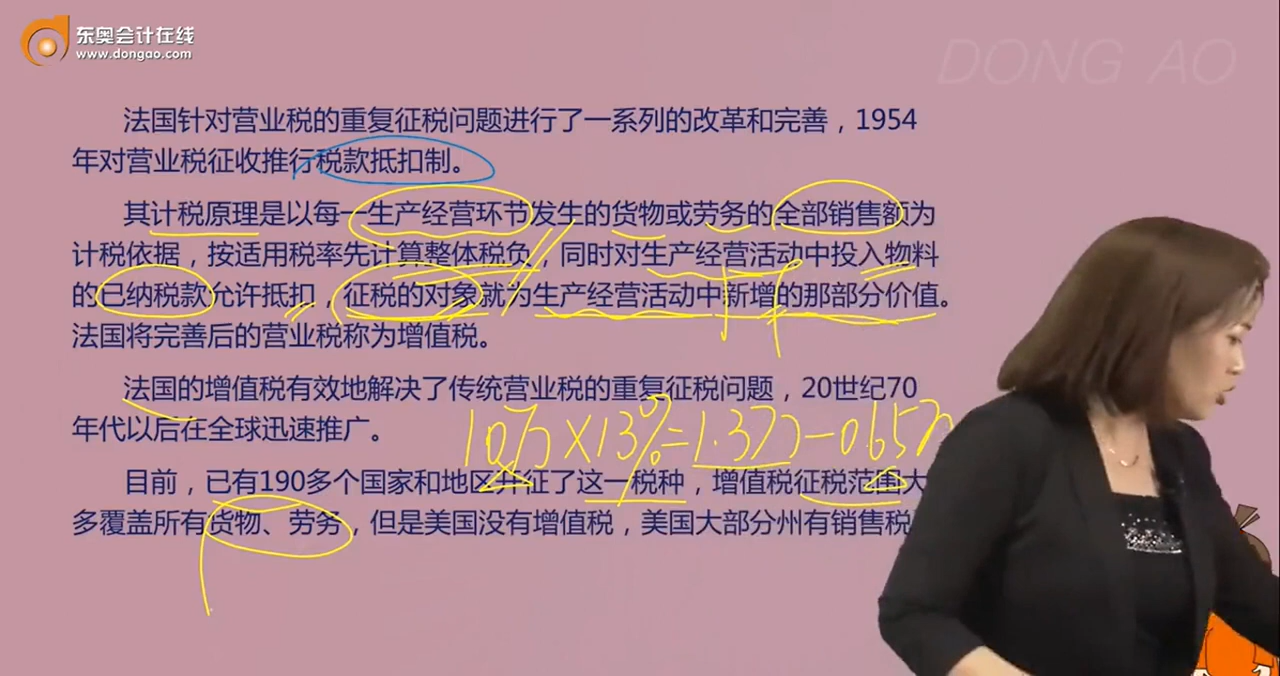 东奥会计在线
www.dongao.com
DONG AO
法国针对营业税的重复征税问题进行了一系列的改革和完善，1954
年对营业税征收推行税款抵扣制。
其计税原理是以每一生产经营环节发生的货物或劳务的全部销售额为
计税依据，按适用税率先计算整体税负，同时对生产经营活动中投入物料
的已纳税款允许抵扣，征税的对象就为生产经营活动中新增的那部分价值。
法国将完善后的营业税称为增值税。
法国的增值税有效地解决了传统营业税的重复征税问题，20世纪70
年代以后在全球迅速推广。
10万×13%=1.3万-0.65万
目前，已有190多个国家和地区开征了这一税种，增值税征税范围大
多覆盖所有货物、劳务，但是美国没有增值税，美国大部分州有销售税